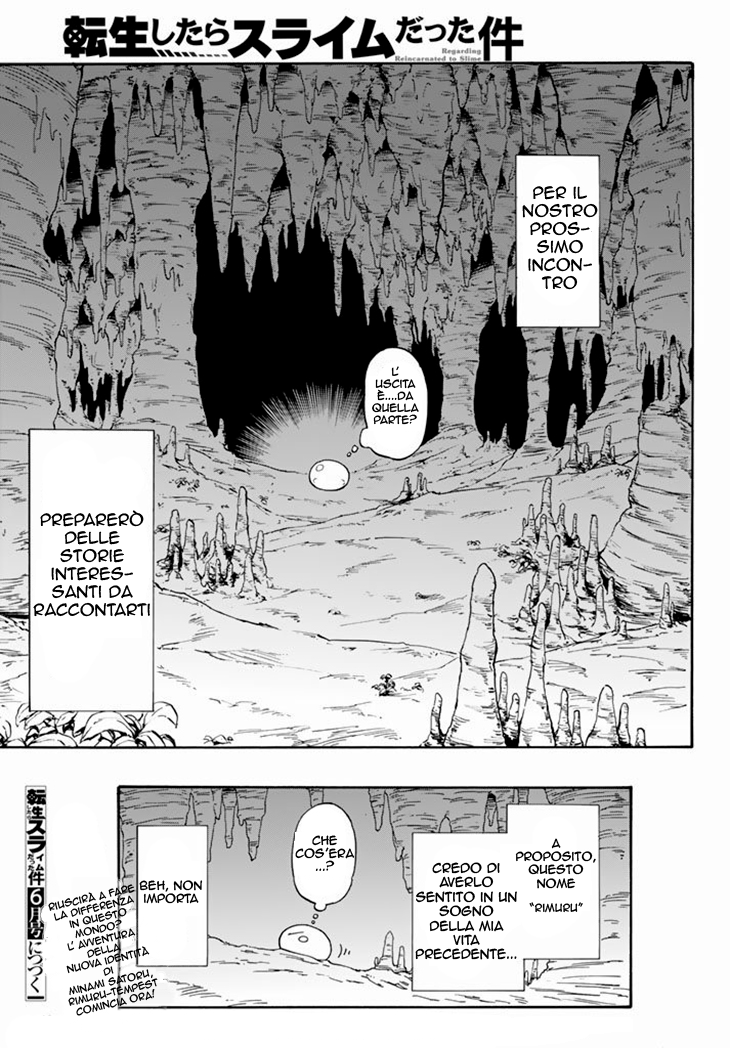 転生したらスライムだった件
Regarding
Reincarnated to Slime
PER IL
NOSTRO
PROS-
SIMO
INCON-
TRO
L'
USCITA
È....DA
QUELLA
PARTE?
PREPARERÒ
DELLE
STORIE
INTERES-
SANTI DA
RACCONTARTI
A
PROPOSITO,
QUESTO
NOME
"RIMURU"
CREDO DI
AVERLO
SENTITO IN UN
SOGNO
DELLA MIA
VITA
PRECEDENTE...
CHE
COS'ERA
....?
BEH, NON
IMPORTA
RIUSCIRÀ A FARE
LA DIFFERENZA
IN QUESTO
MONDO?
L' AVVENTURA
DELLA
NUOVA IDENTITÀ
DI
MINAMI SATORU,
RIMURU-TEMPEST
COMINCIA ORA!
転生したらスライムだった件6月号につづく